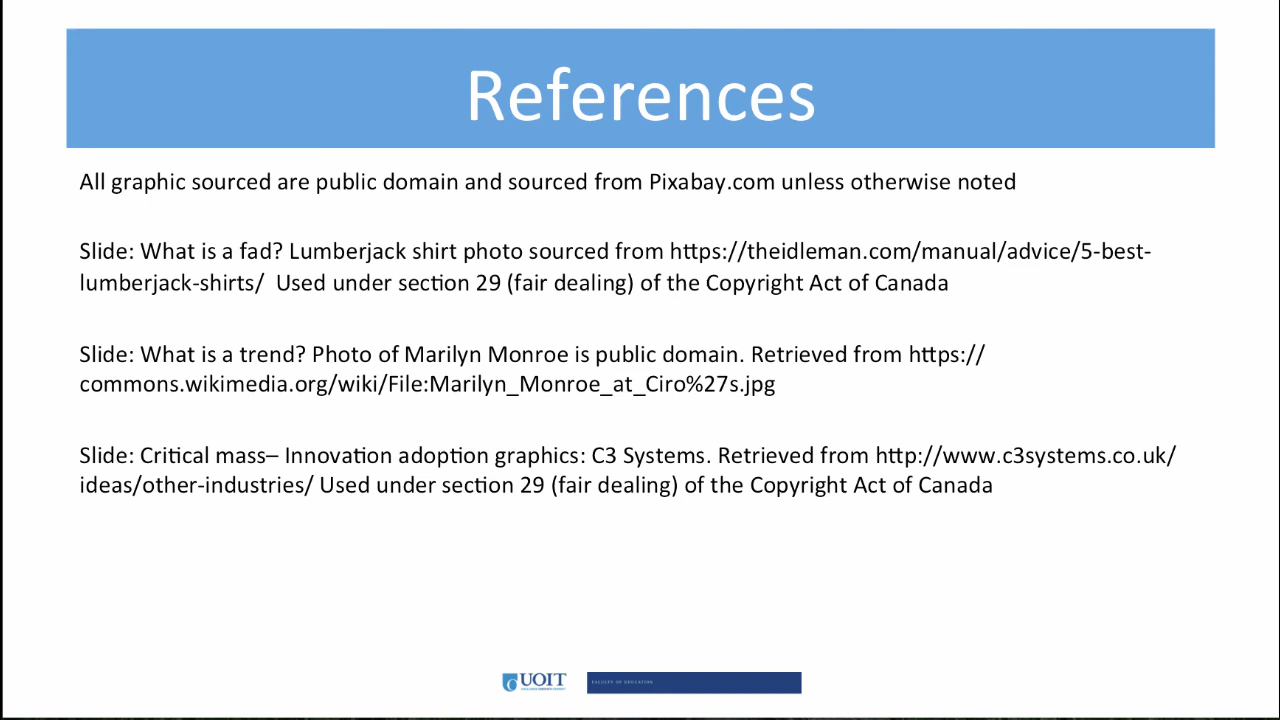 References
All graphic sourced are public domain and sourced from Pixabay.com unless otherwise noted
Slide: What is a fad? Lumberjack shirt photo sourced from https://theidleman.com/manual/advice/5-best-
lumberjack-shirts/  Used under section 29 (fair dealing) of the Copyright Act of Canada
Slide: What is a trend? Photo of Marilyn Monroe is public domain. Retrieved from https://
commons.wikimedia.org/wiki/File:Marilyn_Monroe_at_Ciro%27s.jpg
Slide: Critical mass– Innovation adoption graphics: C3 Systems. Retrieved from http://www.c3systems.co.uk/
ideas/other-industries/ Used under section 29 (fair dealing) of the Copyright Act of Canada
UOIT
FACULTY OF EDUCATION